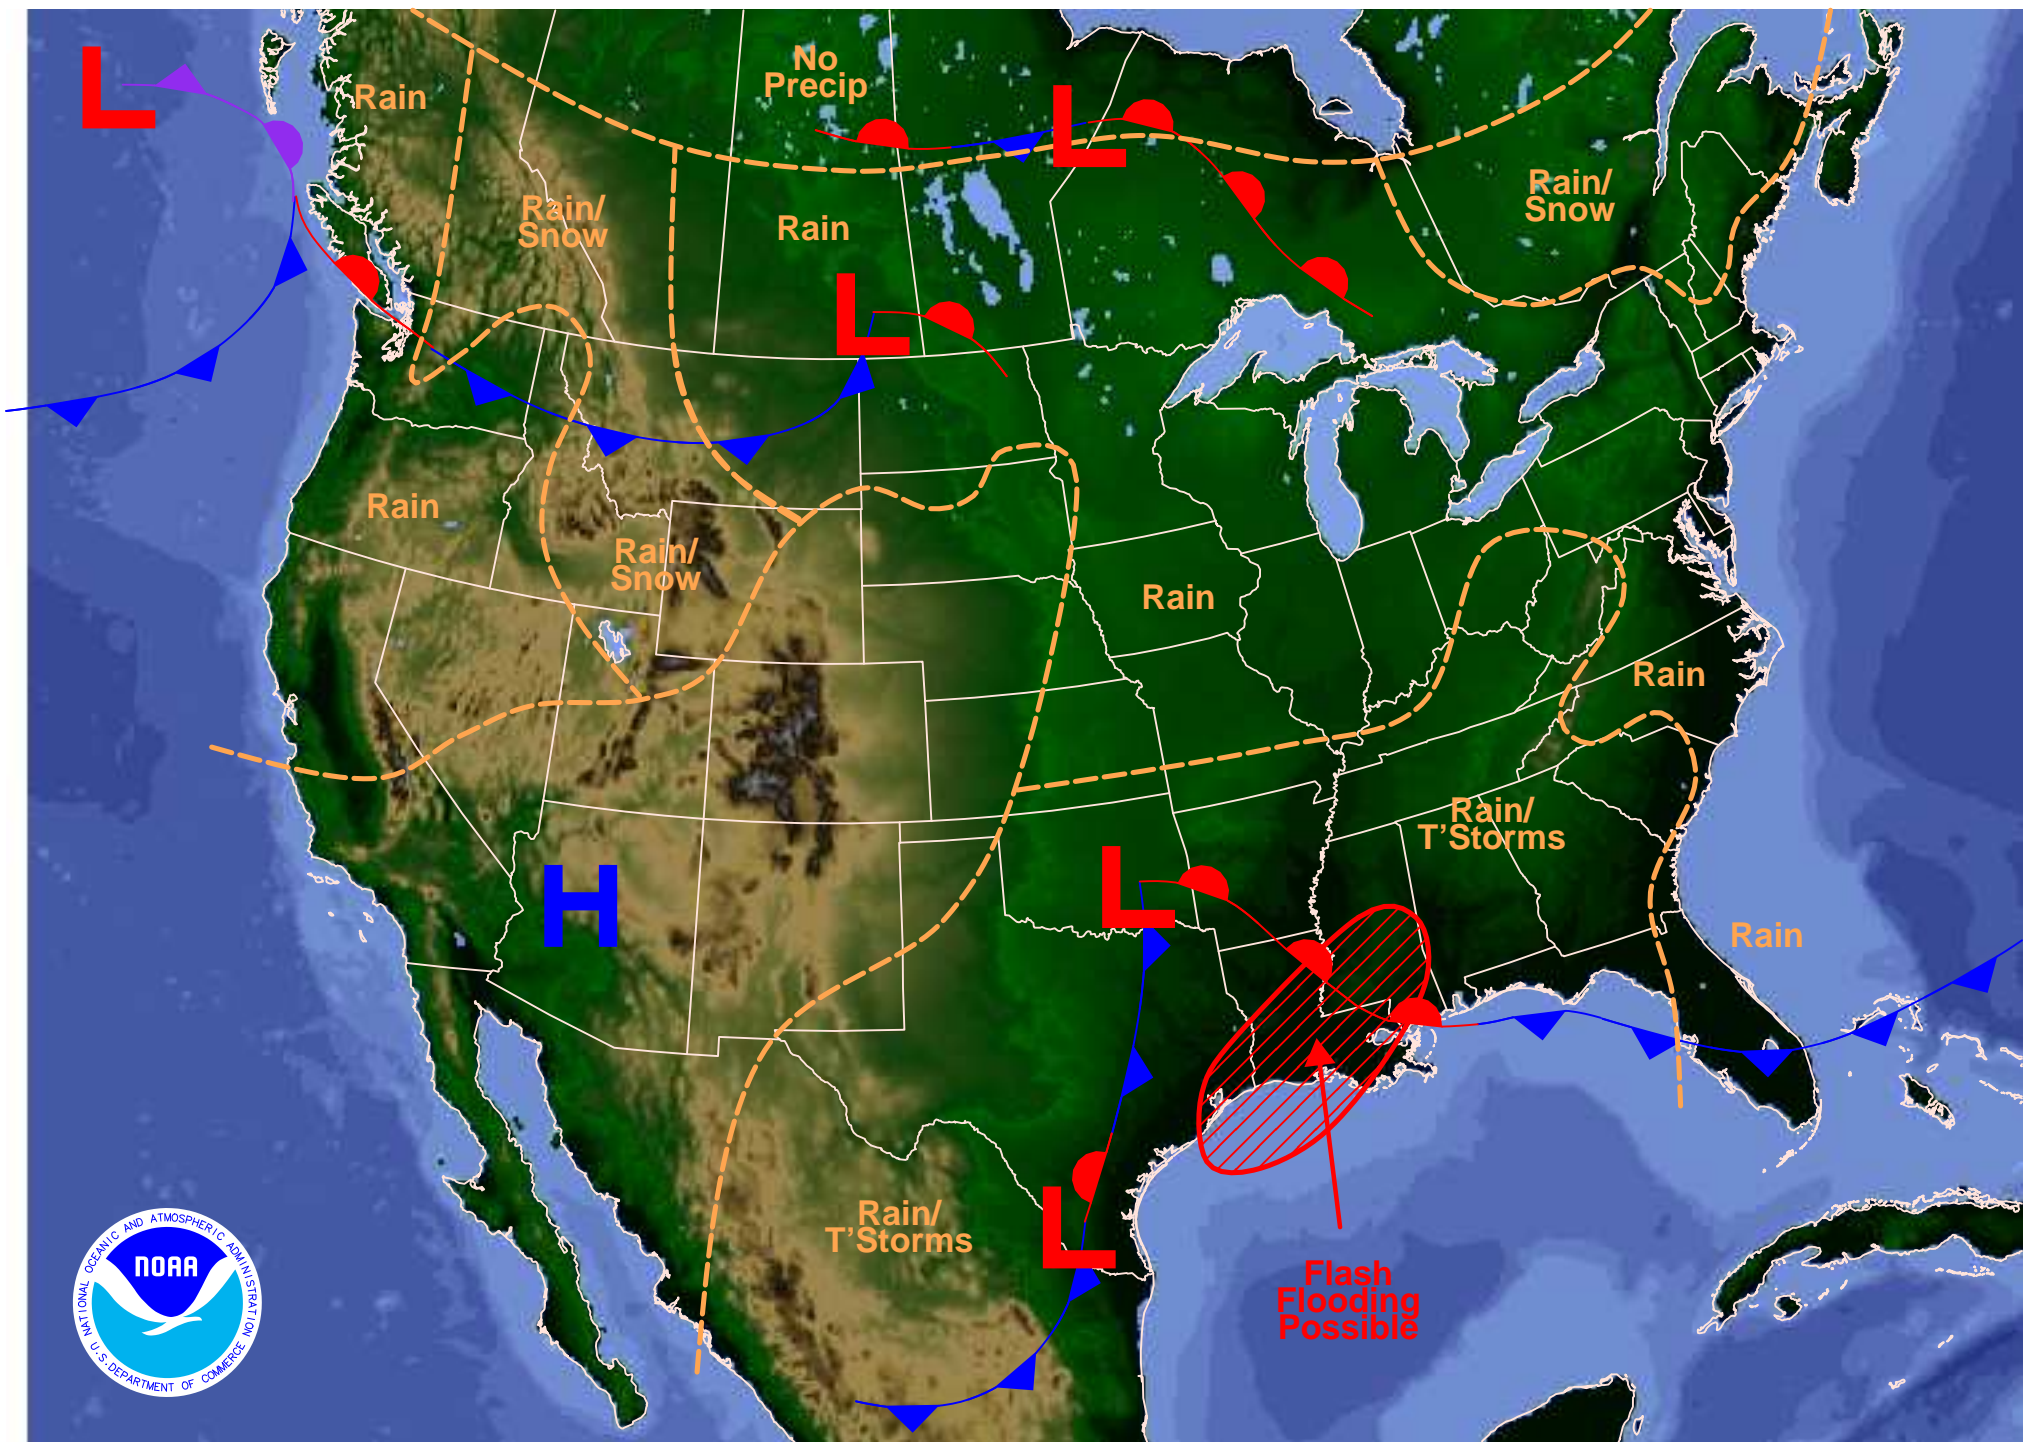 L
Rain
No
Precip
L
Rain/
Snow
Rain/
Snow
Rain
L
Rain
Rain/
Snow
Rain
Rain
Rain/
T'Storms
L
H
Rain
Rain/
T'Storms
L
Flash
Flooding
Possible
NATIONAL OCEANIC AND ATMOSPHERIC ADMINISTRATION
NOAA
U.S. DEPARTMENT OF COMMERCE